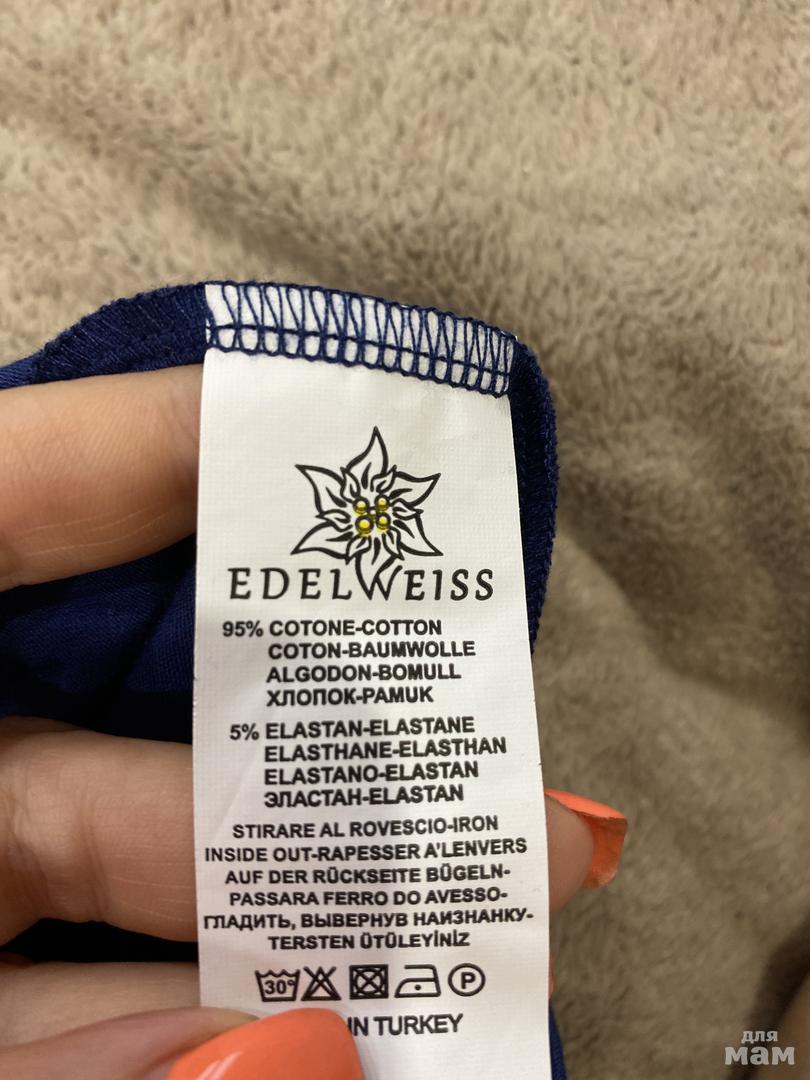 EDELWEISS
95% COTONE-COTTON
COTON-BAUMWOLLE
ALGODON-BOMULL
ХЛОПОК-PAMUK
5% ELASTAN-ELASTANE
ELASTHANE-ELASTHAN
ELASTANO-ELASTAN
ЭЛАСТАН-ELASTAN
STIRARE AL ROVESCIO-IRON
INSIDE OUT-RAPESSER A'LENVERS
AUF DER RÜCKSEITE BÜGELN-
PASSARA FERRO DO AVESSO-
ГЛАДИТЬ, ВЫВЕРНУВ НАИЗНАНКУ-
TERSTEN ÜTÜLEYİNİZ
30° P
IN TURKEY
для
мам